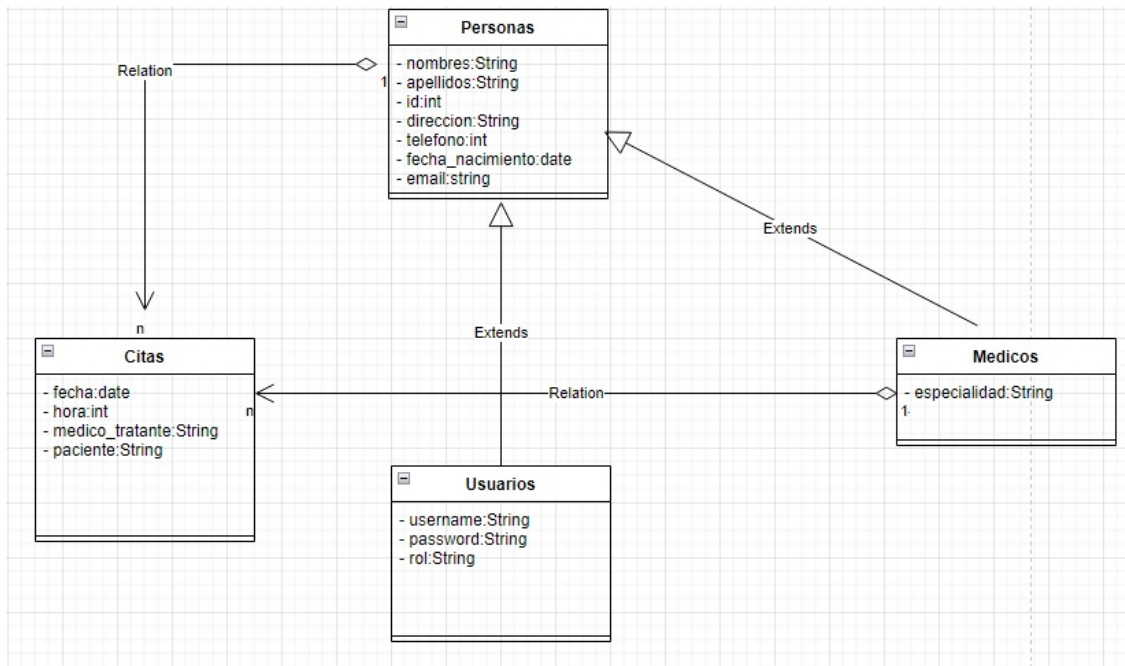 Personas
- nombres:String
- apellidos:String
- id:int
- direccion:String
- telefono:int
- fecha_nacimiento:date
- email:string
Relation
1
Extends
n
Extends
Citas
- fecha:date
- hora:int
- medico_tratante:String
- paciente:String
n
Relation
Medicos
- especialidad:String
1
Usuarios
- username:String
- password:String
- rol:String